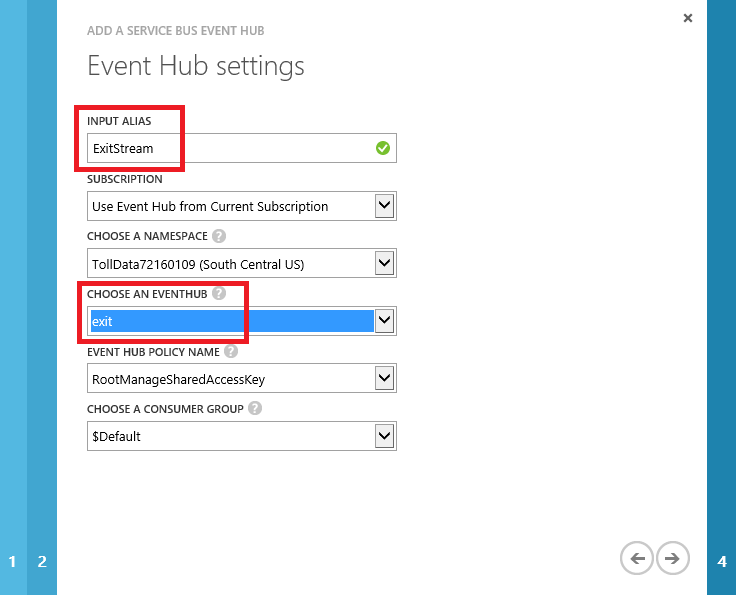 ADD A SERVICE BUS EVENT HUB
Event Hub settings
INPUT ALIAS
ExitStream
SUBSCRIPTION
Use Event Hub from Current Subscription
CHOOSE A NAMESPACE ?
TollData72160109 (South Central US)
CHOOSE AN EVENTHUB ?
exit
EVENT HUB POLICY NAME ?
RootManageSharedAccessKey
CHOOSE A CONSUMER GROUP ?
$Default
1 2 4